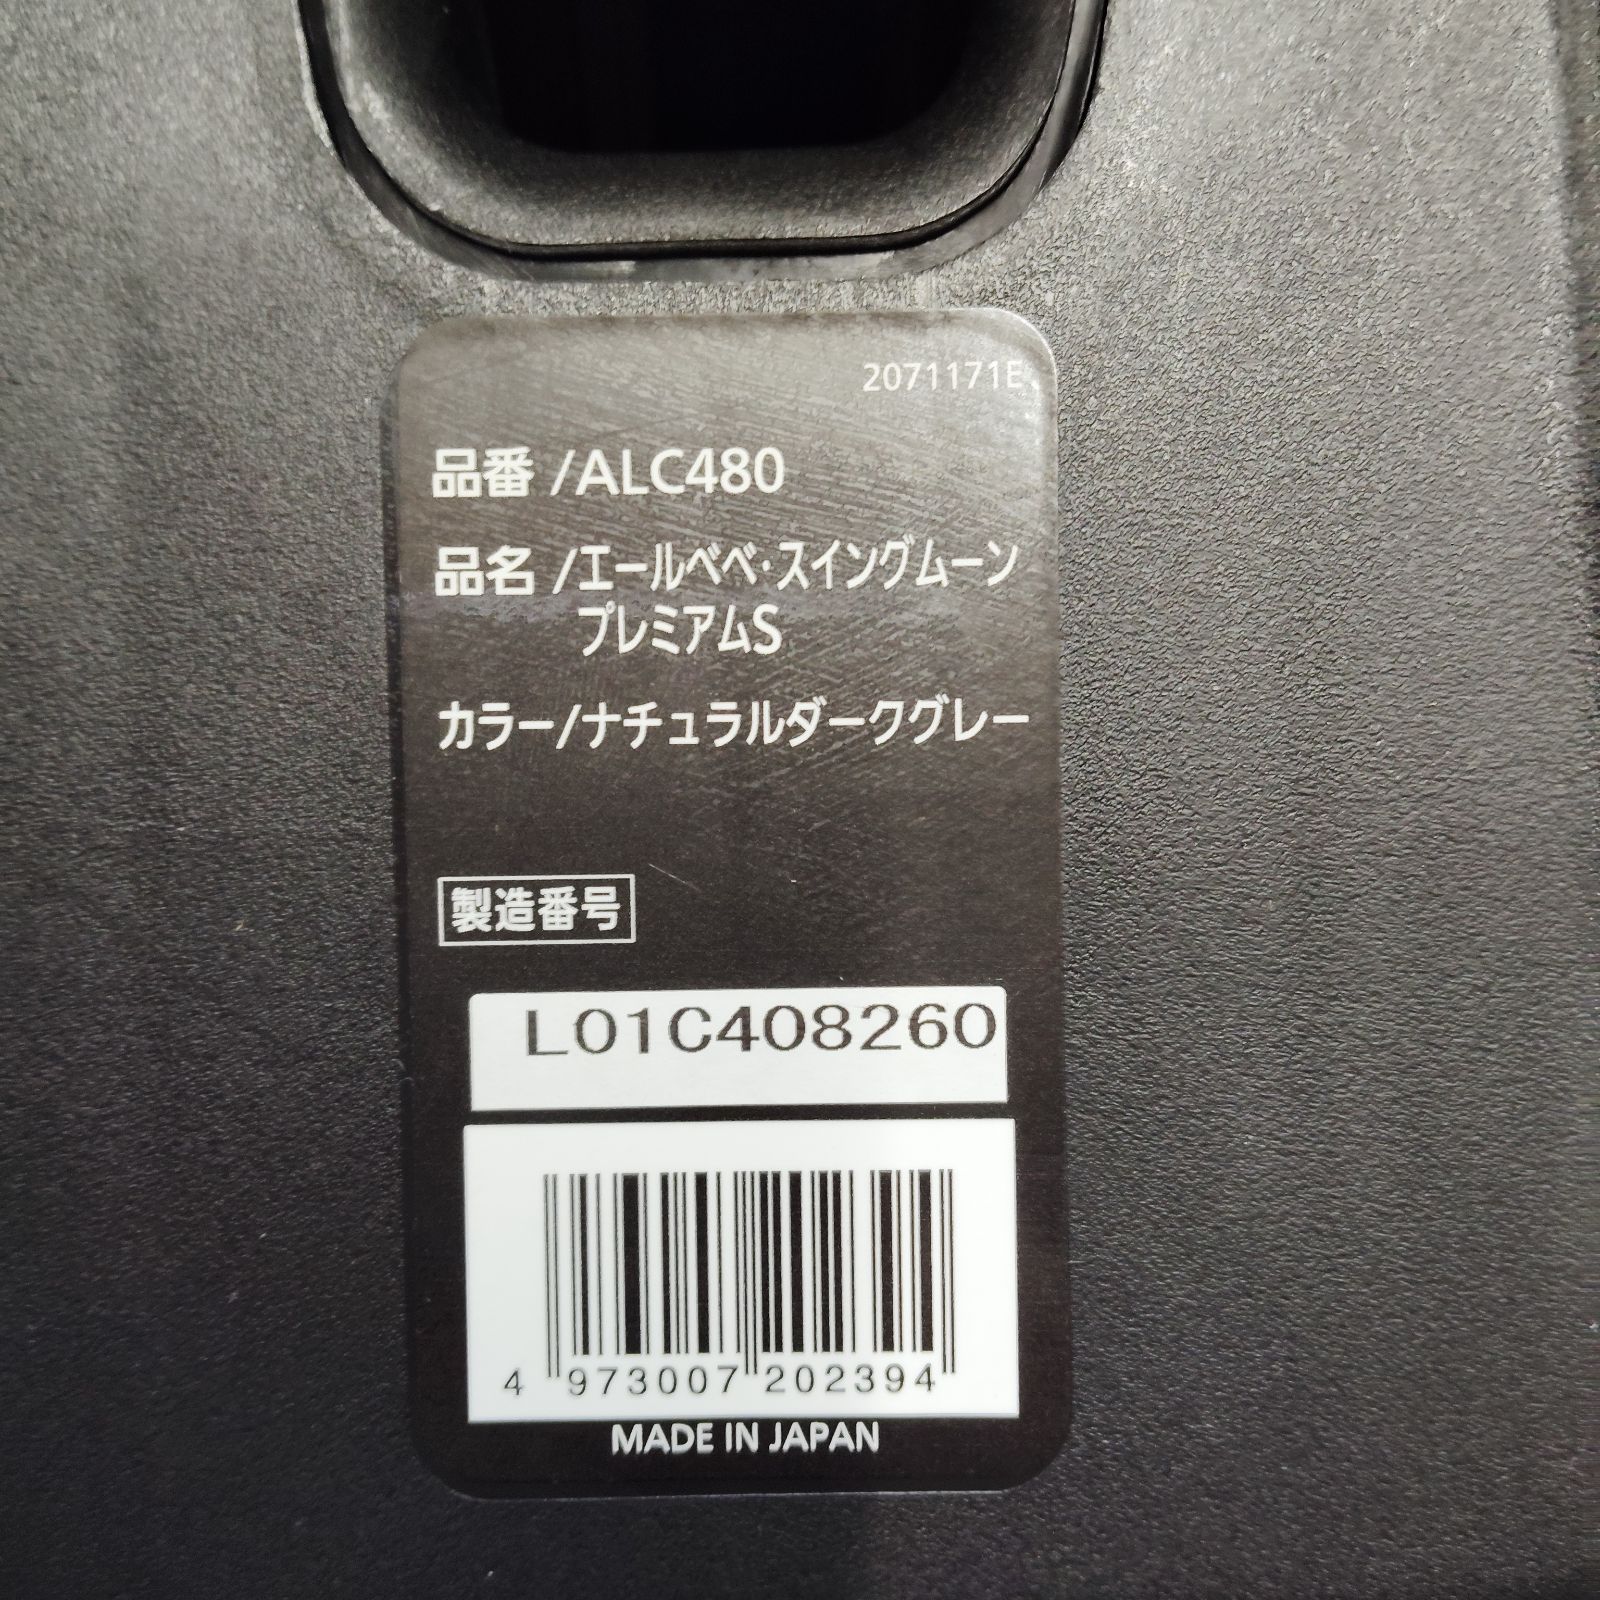 2071171E
品番 /ALC480
品名 /エールベベ・スイングムーン
プレミアムS
カラー/ナチュラルダークグレー
製造番号
L01C408260
4 973007 202394
MADE IN JAPAN